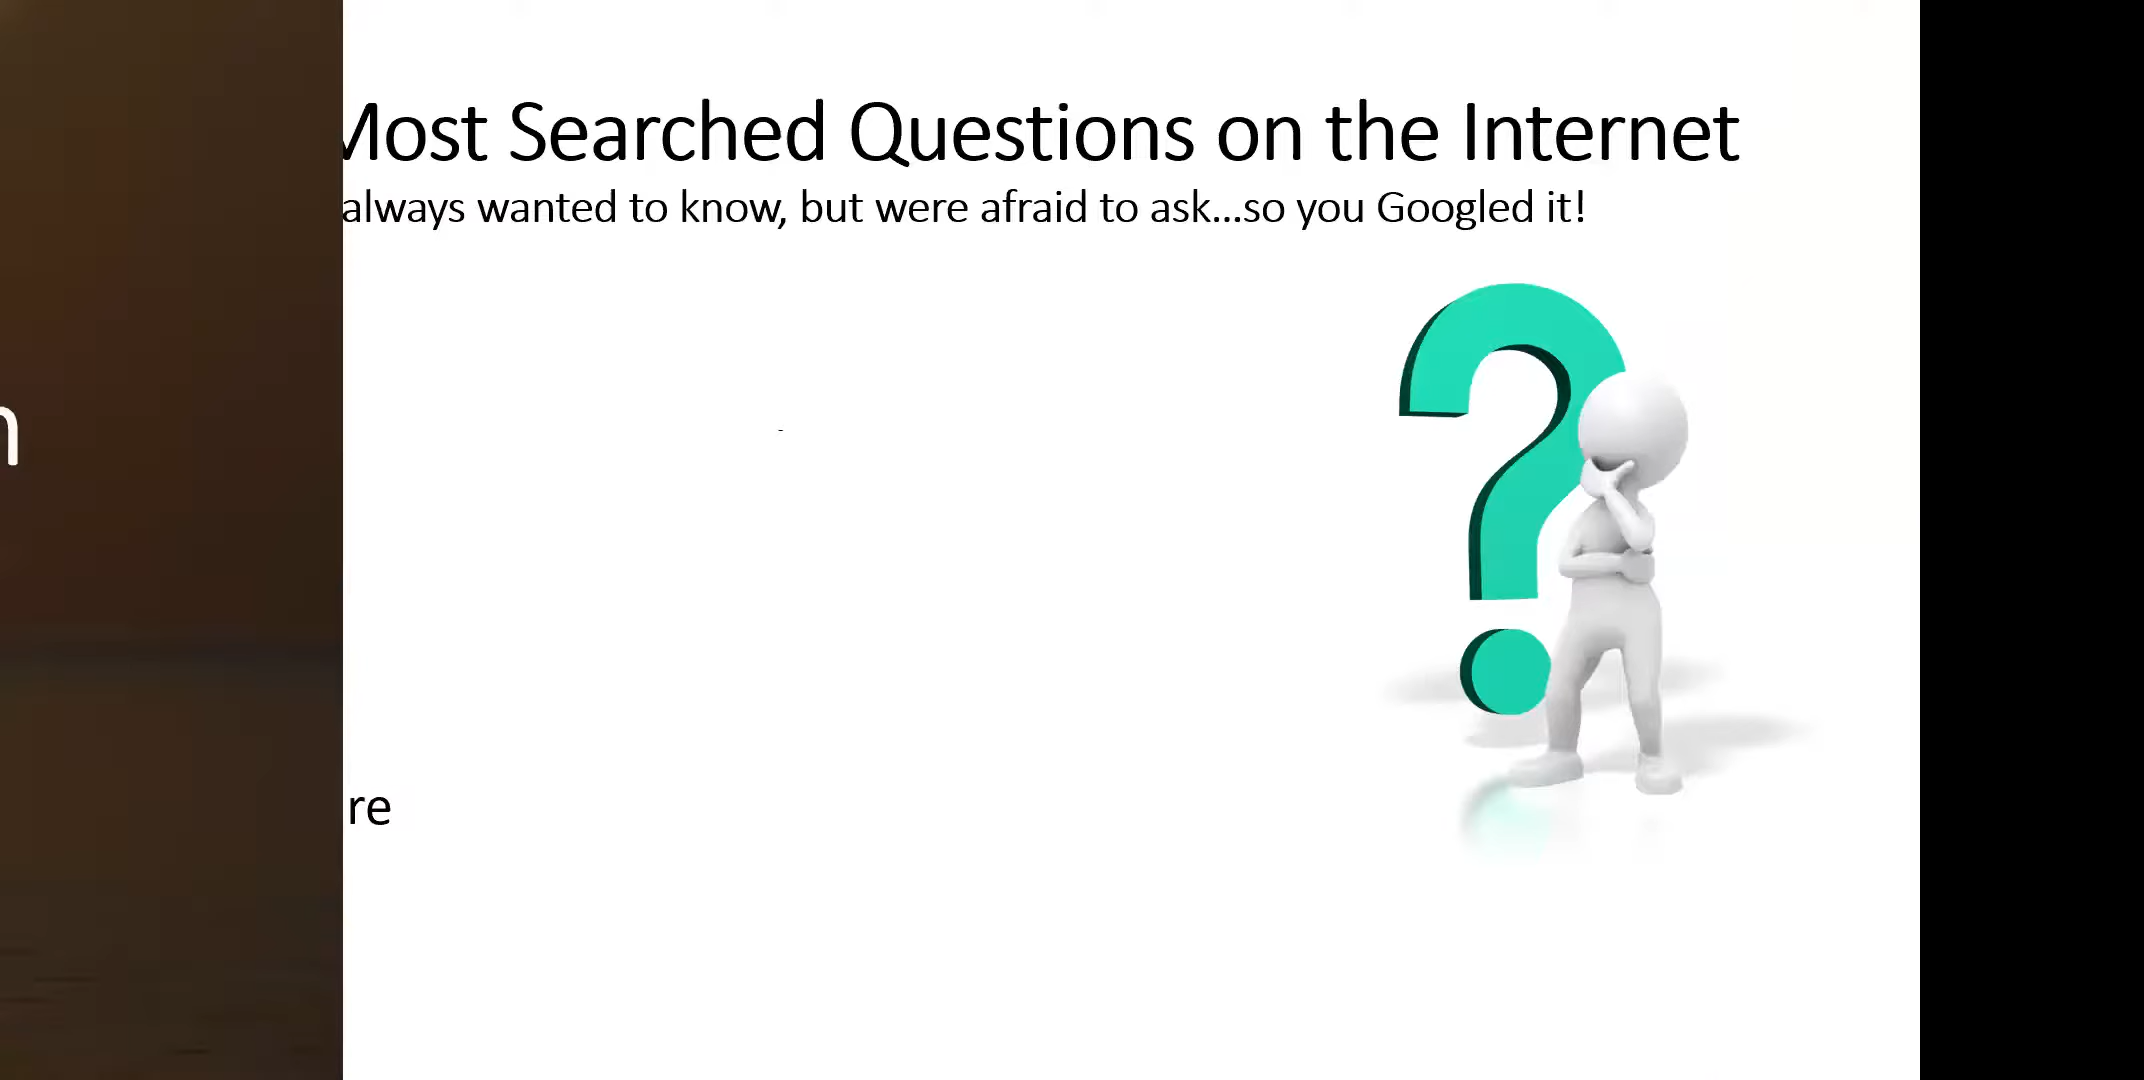 Most Searched Questions on the Internet
always wanted to know, but were afraid to ask...so you Googled it!
n
re